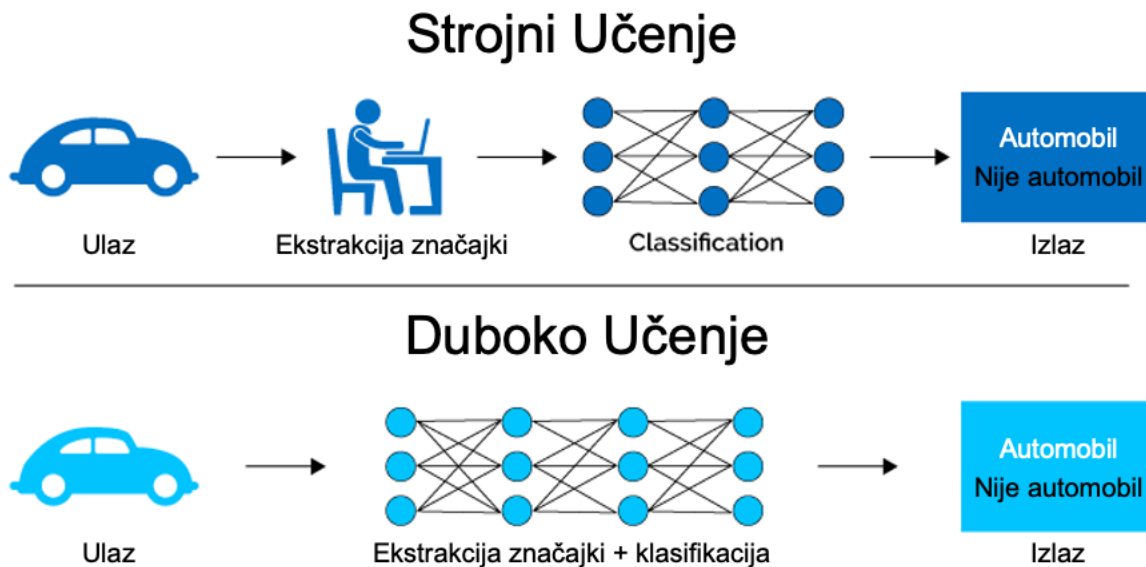 Strojni Učenje
Automobil
Nije automobil
Ulaz
Ekstrakcija značajki
Classification
Izlaz
Duboko Učenje
Automobil
Nije automobil
Ulaz
Ekstrakcija značajki + klasifikacija
Izlaz